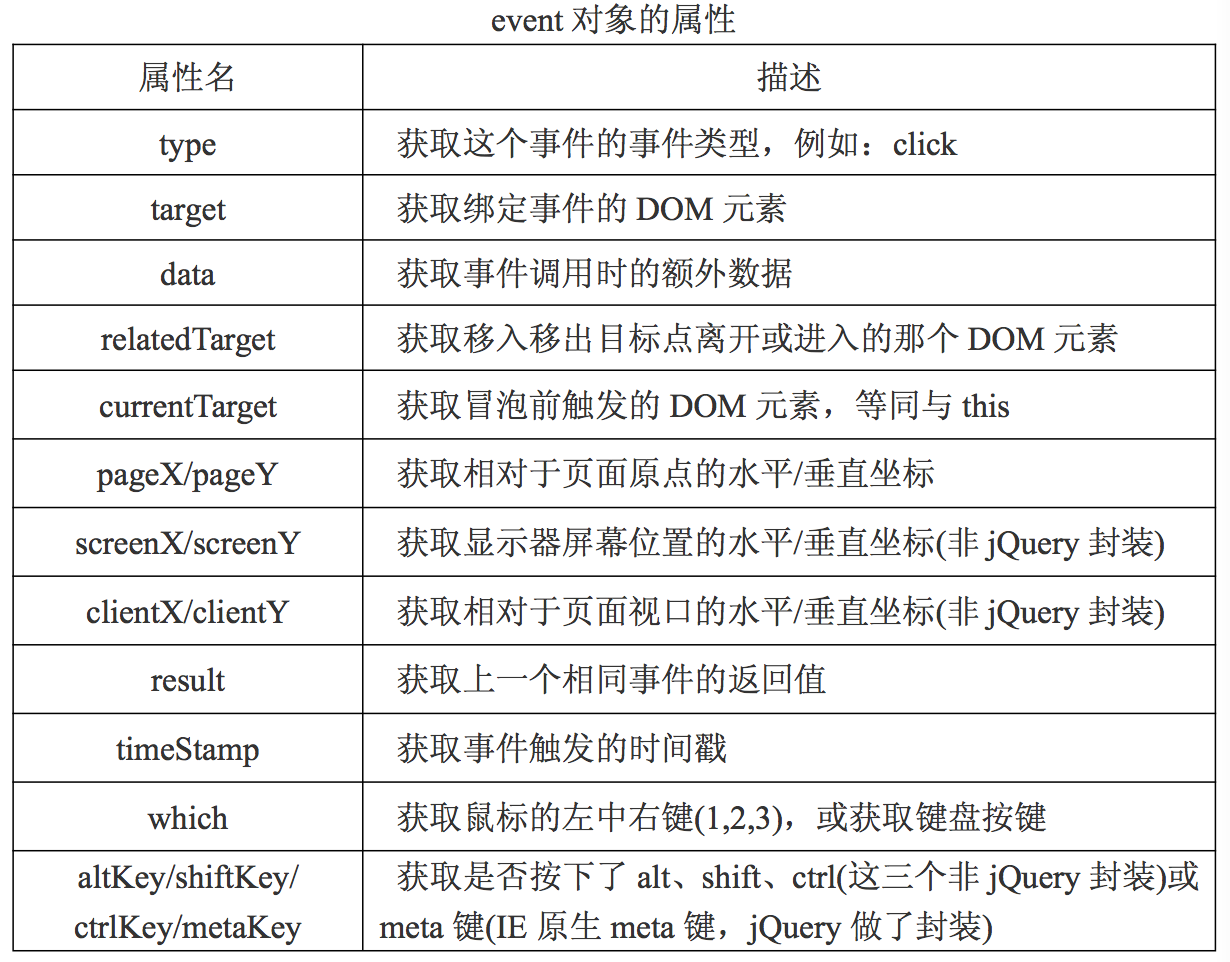 event 对象的属性
属性名
描述
type
获取这个事件的事件类型，例如：click
target
获取绑定事件的 DOM 元素
data
获取事件调用时的额外数据
relatedTarget
获取移入移出目标点离开或进入的那个 DOM 元素
currentTarget
获取冒泡前触发的 DOM 元素，等同与 this
pageX/pageY
获取相对于页面原点的水平/垂直坐标
screenX/screenY
获取显示器屏幕位置的水平/垂直坐标(非 jQuery 封装)
clientX/clientY
获取相对于页面视口的水平/垂直坐标(非 jQuery 封装)
result
获取上一个相同事件的返回值
timeStamp
获取事件触发的时间戳
which
获取鼠标的左中右键(1,2,3)，或获取键盘按键
altKey/shiftKey/
ctrlKey/metaKey
获取是否按下了 alt、shift、ctrl(这三个非 jQuery 封装)或
meta 键(IE 原生 meta 键，jQuery 做了封装)